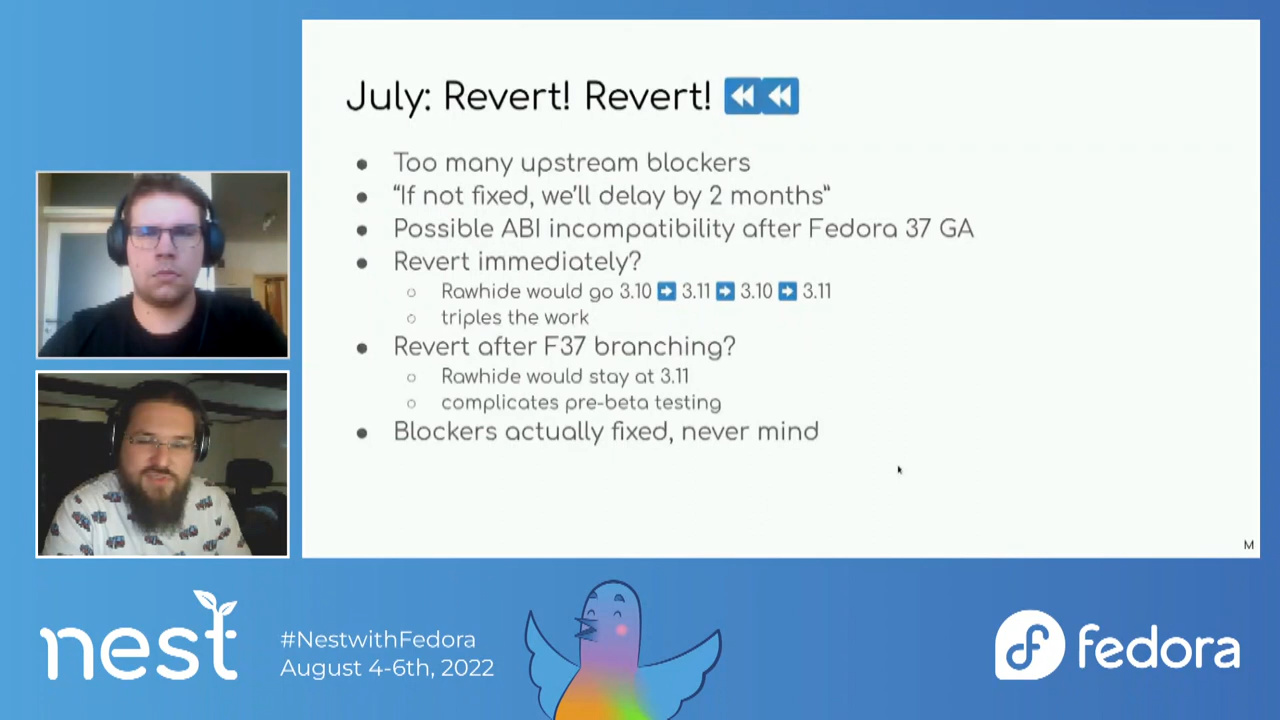 July: Revert! Revert! ⏪⏪
● Too many upstream blockers
● “If not fixed, we’ll delay by 2 months”
● Possible ABI incompatibility after Fedora 37 GA
● Revert immediately?
○ Rawhide would go 3.10 ➡ 3.11 ➡ 3.10 ➡ 3.11
○ triples the work
● Revert after F37 branching?
○ Rawhide would stay at 3.11
○ complicates pre-beta testing
● Blockers actually fixed, never mind
M
nest
#NestwithFedora
August 4-6th, 2022
fedora